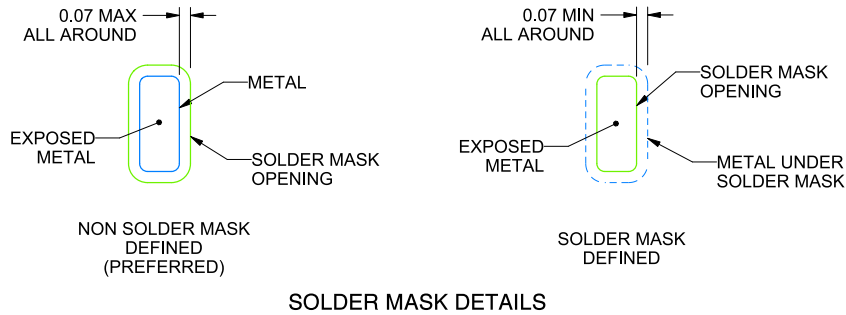 0.07 MAX
ALL AROUND
METAL
EXPOSED
METAL
SOLDER MASK
OPENING
NON SOLDER MASK
DEFINED
(PREFERRED)
0.07 MIN
ALL AROUND
SOLDER MASK
OPENING
EXPOSED
METAL
METAL UNDER
SOLDER MASK
SOLDER MASK
DEFINED
SOLDER MASK DETAILS